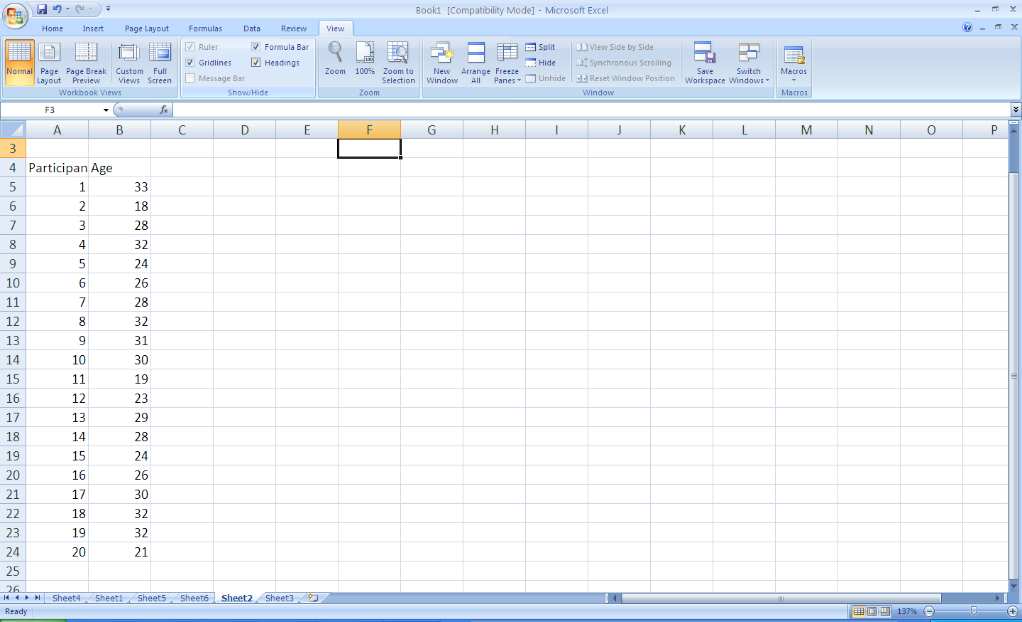 Book1 [Compatibility Mode] - Microsoft Excel
Home Insert Page Layout Formulas Data Review View
Normal Page Layout Page Break Preview Custom Views Full Screen
Workbook Views
Ruler Formula Bar
Gridlines Headings
Message Bar
Show/Hide
Zoom 100% Zoom to Selection
Zoom
New Window Arrange All Freeze Panes
Split
Hide
Unhide
View Side by Side
Synchronous Scrolling
Reset Window Position
Save Workspace Switch Windows
Window
Macros
Macros
F3 fx
A B C D E F G H I J K L M N O P
3
4 Participan Age
5 1 33
6 2 18
7 3 28
8 4 32
9 5 24
10 6 26
11 7 28
12 8 32
13 9 31
14 10 30
15 11 19
16 12 23
17 13 29
18 14 28
19 15 24
20 16 26
21 17 30
22 18 32
23 19 32
24 20 21
25
26
Sheet4 Sheet1 Sheet5 Sheet6 Sheet2 Sheet3
Ready 137%